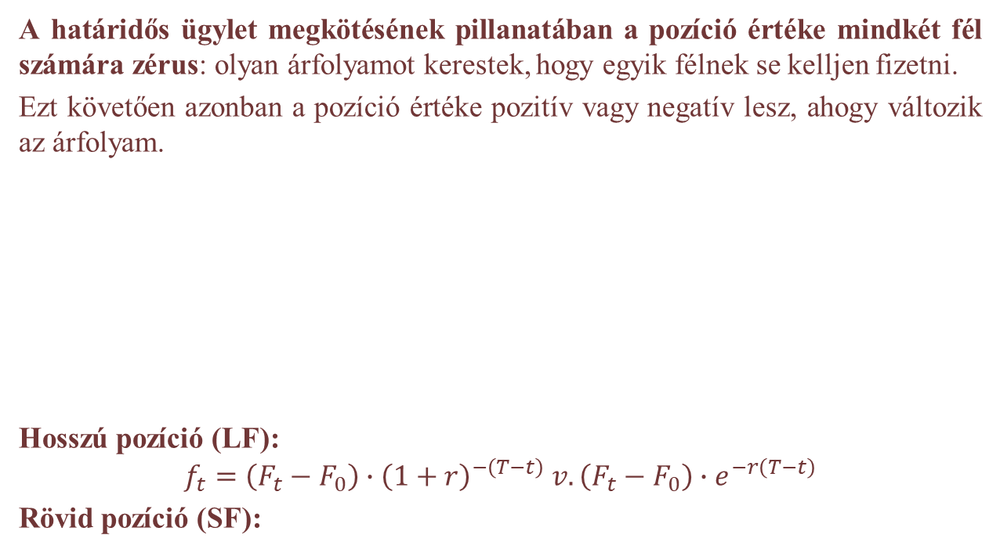 A határidős ügylet megkötésének pillanatában a pozíció értéke mindkét fél
számára zérus: olyan árfolyamot kerestek, hogy egyik félnek se kelljen fizetni.
Ezt követően azonban a pozíció értéke pozitív vagy negatív lesz, ahogy változik
az árfolyam.
Hosszú pozíció (LF):
$f_t = (F_t - F_0) \cdot (1 + r)^{-(T-t)} \; v. (F_t - F_0) \cdot e^{-r(T-t)}$
Rövid pozíció (SF):